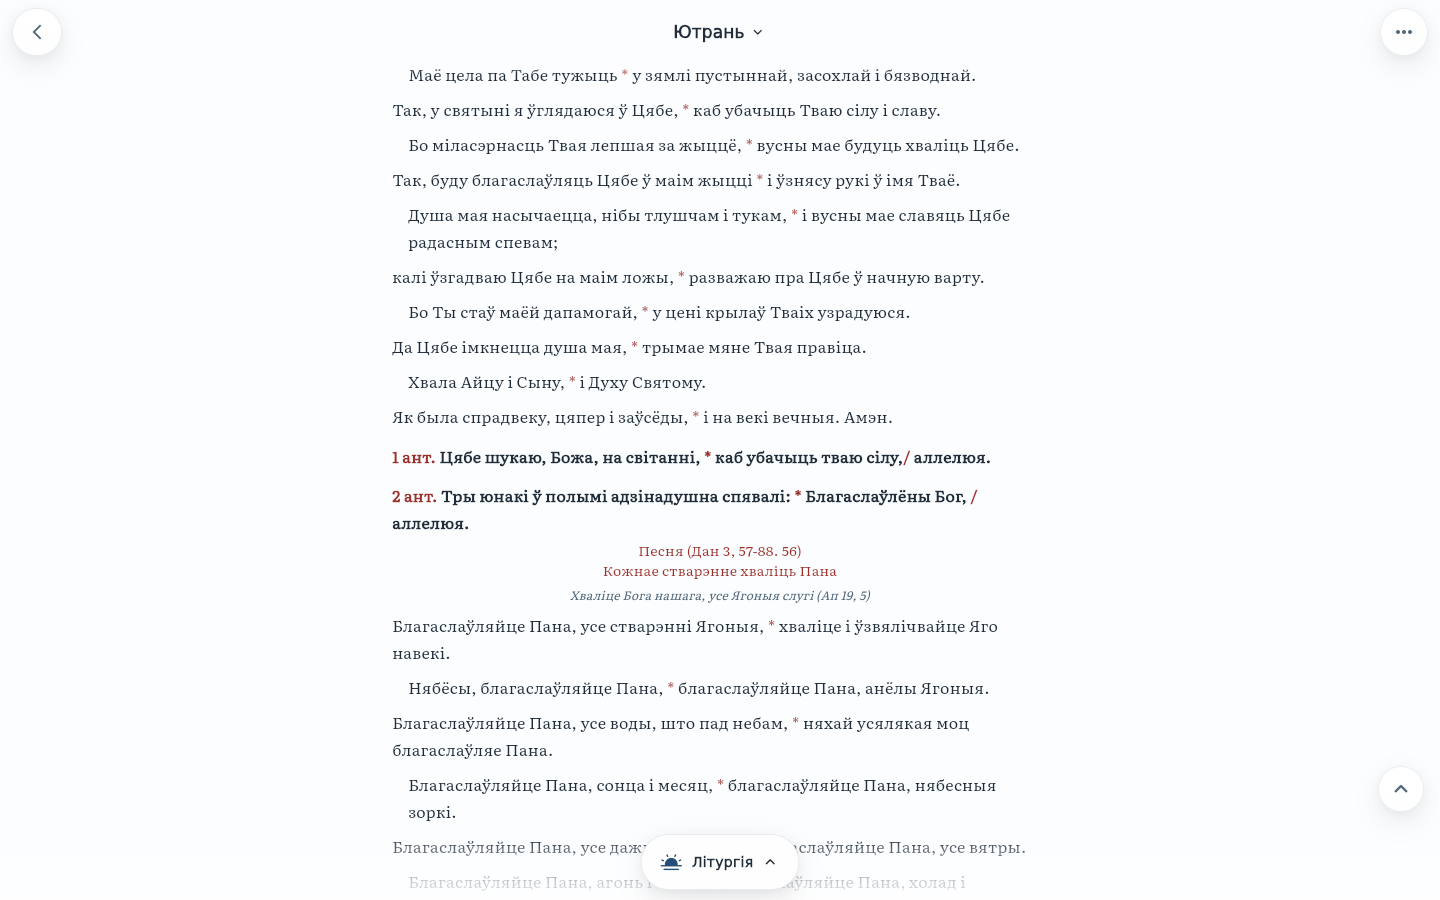 Ютрань
Маё цела па Табе тужыць * у зямлі пустыннай, засохлай і бязводнай.
Так, у святыні я ўглядаюся ў Цябе, * каб убачыць Тваю сілу і славу.
Бо міласэрнасць Твая лепшая за жыццё, * вусны мае будуць хваліць Цябе.
Так, буду благаслаўляць Цябе ў маім жыцці * і ўзнясу рукі ў імя Тваё.
Душа мая насычаецца, нібы тлушчам і тукам, * і вусны мае славяць Цябе
радасным спевам;
калі ўзгадваю Цябе на маім ложы, * разважаю пра Цябе ў начную варту.
Бо Ты стаў маёй дапамогай, * у цені крылаў Тваіх узрадуюся.
Да Цябе імкнецца душа мая, * трымае мяне Твая правіца.
Хвала Айцу і Сыну, * і Духу Святому.
Як была спрадвеку, цяпер і заўсёды, * і на векі вечныя. Амэн.
1 ант. Цябе шукаю, Божа, на світанні, * каб убачыць тваю сілу,/ аллелюя.
2 ант. Тры юнакі ў полымі адзінадушна спявалі: * Благаслаўлёны Бог, /
аллелюя.
Песня (Дан 3, 57-88. 56)
Кожнае стварэнне хваліць Пана
Хваліце Бога нашага, усе Ягоныя слугі (Ап 19, 5)
Благаслаўляйце Пана, усе стварэнні Ягоныя, * хваліце і ўзвялічвайце Яго
навекі.
Нябёсы, благаслаўляйце Пана, * благаслаўляйце Пана, анёлы Ягоныя.
Благаслаўляйце Пана, усе воды, што пад небам, * няхай усялякая моц
благаслаўляе Пана.
Благаслаўляйце Пана, сонца і месяц, * благаслаўляйце Пана, нябесныя
зоркі.
Благаслаўляйце Пана, усе Пана, усе вятры.
Благаслаўляйце Пана, агонь Пана, холад і
Літургія